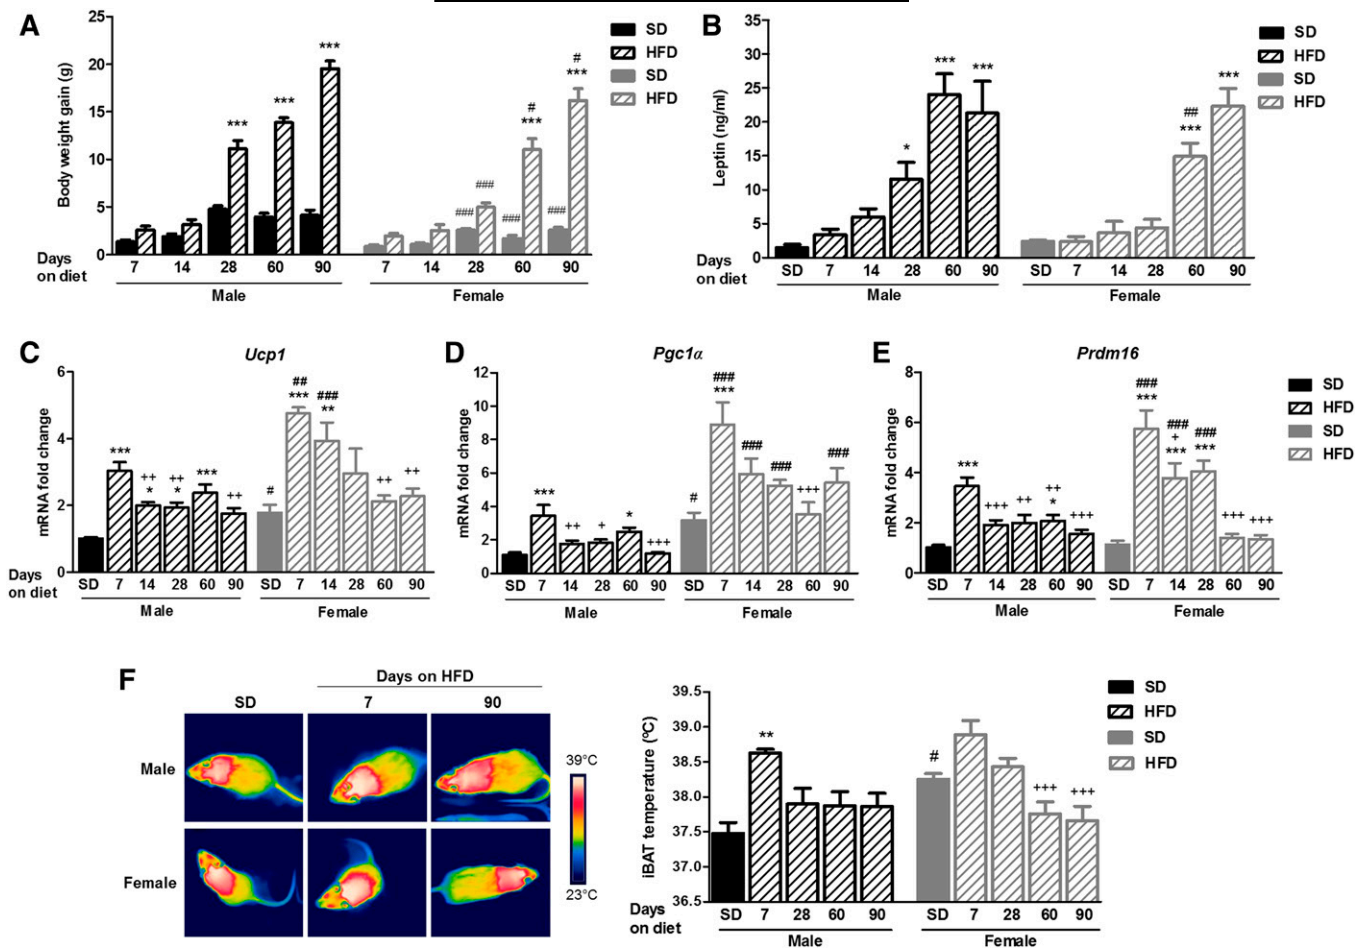 A
Body weight gain (g)
25
20
15
10
5
0
***
***
***
###
###
###
#
***
###
#
***
SD
HFD
SD
HFD
Days on diet
7 14 28 60 90
7 14 28 60 90
Male
Female
B
Leptin (ng/ml)
35
30
25
20
15
10
5
0
*
***
***
##
***
***
SD
HFD
SD
HFD
Days on diet
SD 7 14 28 60 90
SD 7 14 28 60 90
Male
Female
C
Ucp1
mRNA fold change
6
4
2
0
***
++
*
++
*
***
++
#
##
***
###
**
++
++
Days on diet
SD 7 14 28 60 90
SD 7 14 28 60 90
Male
Female
D
Pgc1α
mRNA fold change
12
10
8
6
4
2
0
***
++
+
*
+++
#
###
***
###
###
+++
###
SD 7 14 28 60 90
SD 7 14 28 60 90
Male
Female
E
Prdm16
mRNA fold change
8
6
4
2
0
***
+++
++
++
*
+++
###
***
###
+
***
###
***
+++
+++
SD 7 14 28 60 90
SD 7 14 28 60 90
Male
Female
SD
HFD
SD
HFD
F
Days on HFD
SD
7
90
Male
Female
39°C
23°C
iBAT temperature (ºC)
39.5
39.0
38.5
38.0
37.5
37.0
36.5
**
#
+++
+++
SD
HFD
SD
HFD
Days on diet
SD 7 28 60 90
SD 7 28 60 90
Male
Female